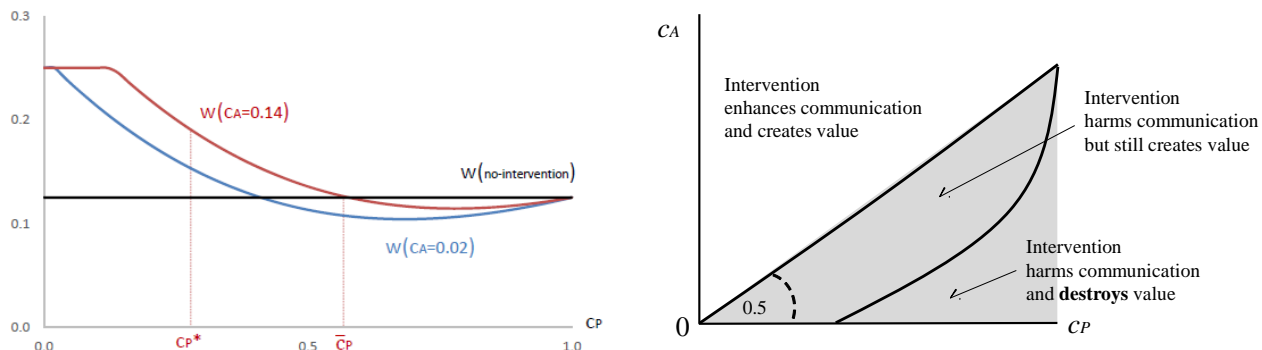 0.3
0.2
0.1
0.0
W(CA=0.14)
W(no-intervention)
W(CA=0.02)
CP
CP*
0.5
C̅P
1.0
0.0
cA
Intervention
enhances communication
and creates value
Intervention
harms communication
but still creates value
Intervention
harms communication
and destroys value
0.5
0
cP